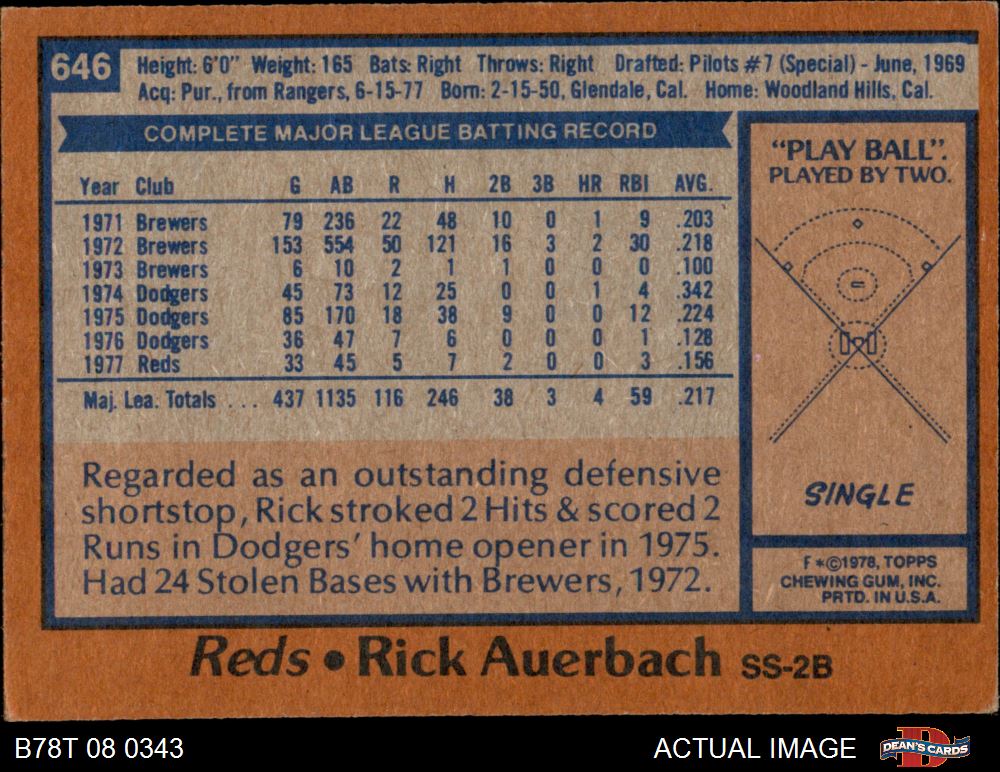 646
Height: 6'0" Weight: 165 Bats: Right Throws: Right Drafted: Pilots #7 (Special) - June, 1969
Acq: Pur., from Rangers, 6-15-77 Born: 2-15-50, Glendale, Cal. Home: Woodland Hills, Cal.
COMPLETE MAJOR LEAGUE BATTING RECORD
Year Club G AB R H 2B 3B HR RBI AVG.
1971 Brewers 79 236 22 48 10 0 1 9 .203
1972 Brewers 153 554 50 121 16 3 2 30 .218
1973 Brewers 6 10 2 1 1 0 0 0 .100
1974 Dodgers 45 73 12 25 0 0 1 4 .342
1975 Dodgers 85 170 18 38 9 0 0 12 .224
1976 Dodgers 36 47 7 6 0 0 0 1 .128
1977 Reds 33 45 5 7 2 0 0 3 .156
Maj. Lea. Totals . . . 437 1135 116 246 38 3 4 59 .217
Regarded as an outstanding defensive
shortstop, Rick stroked 2 Hits & scored 2
Runs in Dodgers' home opener in 1975.
Had 24 Stolen Bases with Brewers, 1972.
"PLAY BALL".
PLAYED BY TWO.
SINGLE
F*©1978, TOPPS
CHEWING GUM, INC.
PRTD. IN U.S.A.
Reds • Rick Auerbach SS-2B
B78T 08 0343
ACTUAL IMAGE
D
DEAN'S CARDS